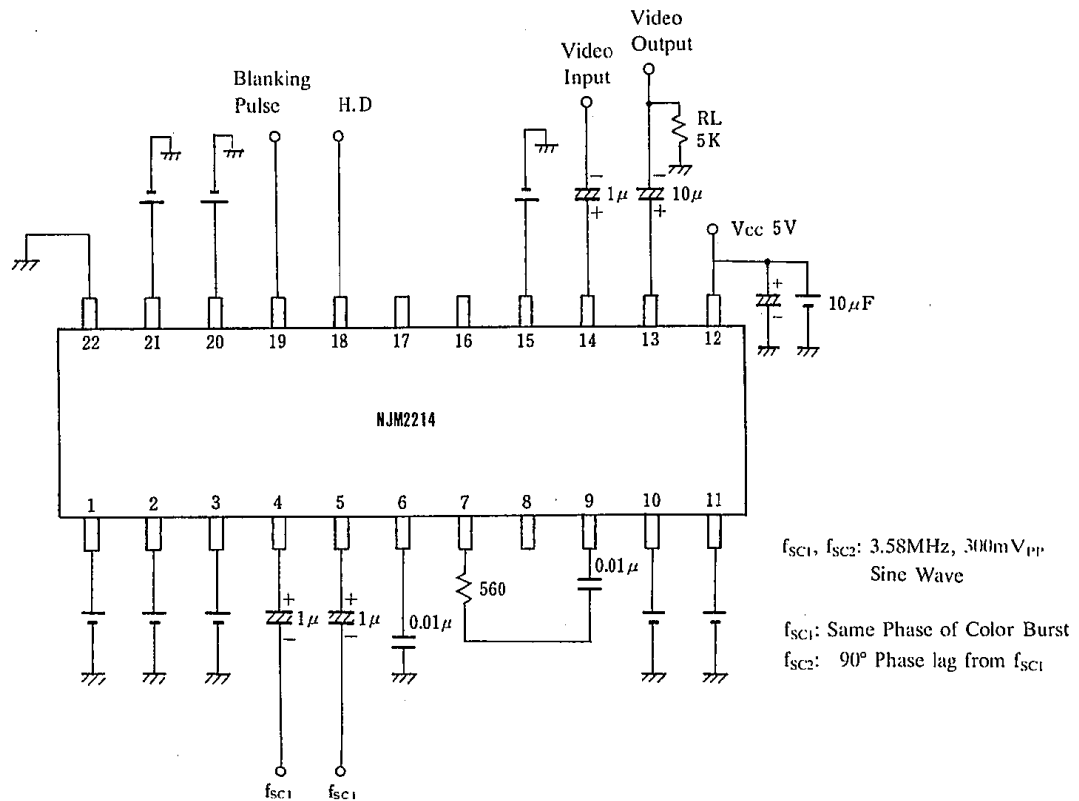 Video
Output
Video
Input
Blanking
Pulse
H.D
RL
5K
1μ
10μ
−
−
+
+
Vcc 5V
+
−
10μF
22
21
20
19
18
17
16
15
14
13
12
NJM2214
1
2
3
4
5
6
7
8
9
10
11
+
1μ
−
+
1μ
−
0.01μ
560
0.01μ
fSC1, fSC2: 3.58MHz, 300mVPP
Sine Wave
fSC1: Same Phase of Color Burst
fSC2: 90° Phase lag from fSC1
fSC1
fSC1